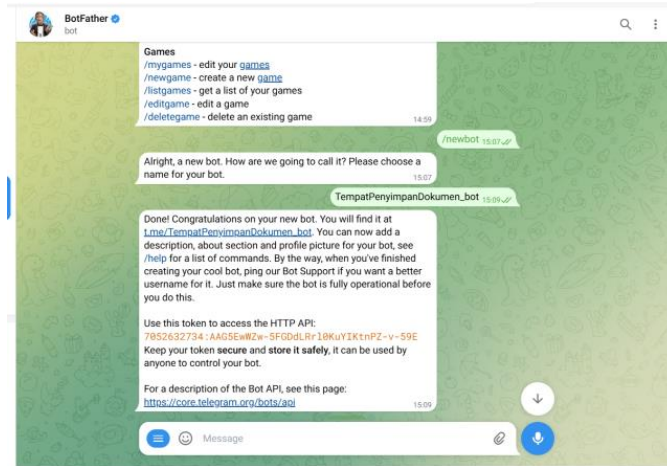 BotFather
bot
Games
/mygames - edit your games
/newgame - create a new game
/listgames - get a list of your games
/editgame - edit a game
/deletegame - delete an existing game
14:59
/newbot 15:07
Alright, a new bot. How are we going to call it? Please choose a
name for your bot.
15:07
TempatPenyimpanDokumen_bot 15:09
Done! Congratulations on your new bot. You will find it at
t.me/TempatPenyimpanDokumen_bot. You can now add a
description, about section and profile picture for your bot, see
/help for a list of commands. By the way, when you've finished
creating your cool bot, ping our Bot Support if you want a better
username for it. Just make sure the bot is fully operational before
you do this.
Use this token to access the HTTP API:
7052632734:AAG5EwWZw-5FGDdLRrl0KuYIKtnPZ-v-59E
Keep your token secure and store it safely, it can be used by
anyone to control your bot.
For a description of the Bot API, see this page:
https://core.telegram.org/bots/api
15:09
Message